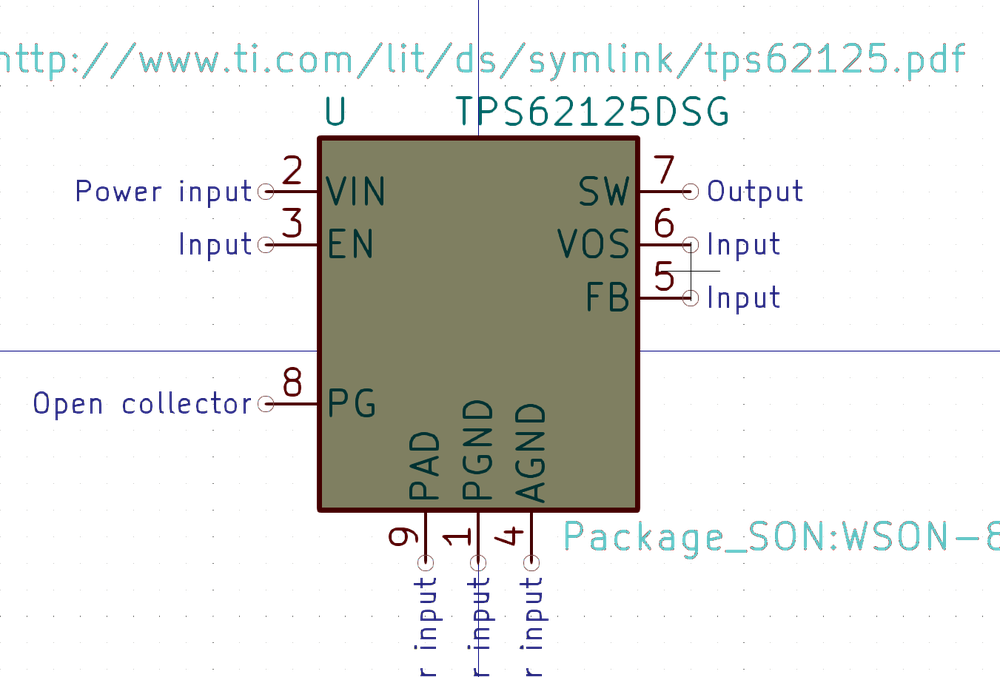 http://www.ti.com/lit/ds/symlink/tps62125.pdf
U TPS62125DSG
Power input 2 VIN SW 7 Output
Input 3 EN VOS 6 Input
FB 5 Input
Open collector 8 PG
PAD PGND AGND
9 1 4
Package_SON:WSON-8
r input r input r input